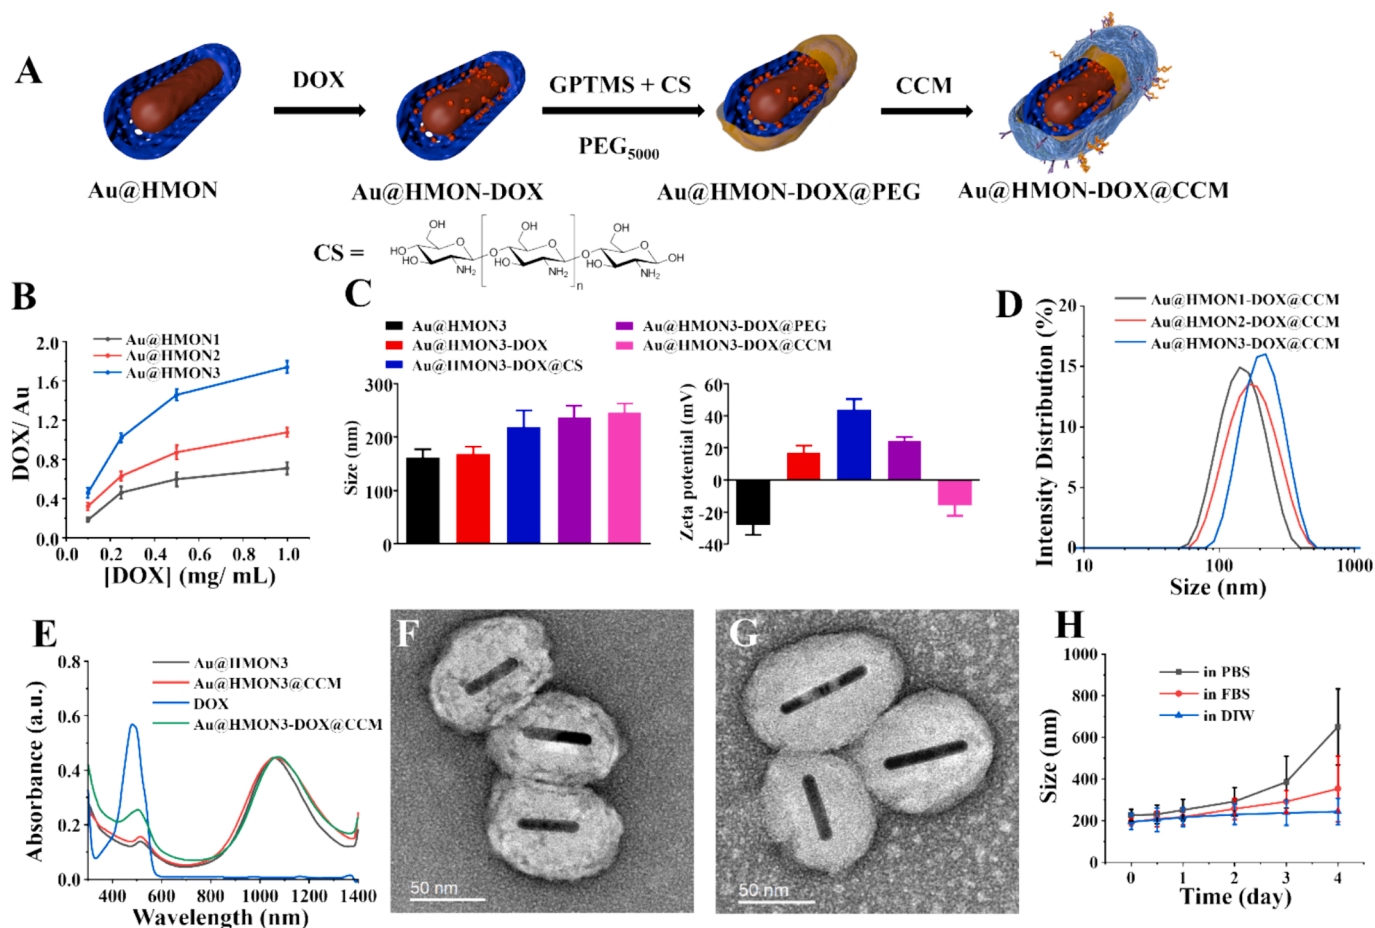 A
DOX
GPTMS + CS
PEG5000
CCM
Au@HMON
Au@HMON-DOX
Au@HMON-DOX@PEG
Au@HMON-DOX@CCM
CS =
OH
HO
HO
NH2
O
OH
O
HO
NH2
n
O
OH
O
HO
NH2
OH
B
Au@HMON1
Au@HMON2
Au@HMON3
DOX/ Au
2.0
1.6
1.2
0.8
0.4
0.0
0.0
0.2
0.4
0.6
0.8
1.0
[DOX] (mg/ mL)
C
Au@HMON3
Au@HMON3-DOX
Au@HMON3-DOX@CS
Au@HMON3-DOX@PEG
Au@HMON3-DOX@CCM
Size (nm)
300
200
100
0
Zeta potential (mV)
60
40
20
0
-20
-40
D
Au@HMON1-DOX@CCM
Au@HMON2-DOX@CCM
Au@HMON3-DOX@CCM
Intensity Distribution (%)
20
15
10
5
0
10
100
1000
Size (nm)
E
Au@HMON3
Au@HMON3@CCM
DOX
Au@HMON3-DOX@CCM
Absorbance (a.u.)
0.8
0.6
0.4
0.2
0.0
400
600
800
1000
1200
1400
Wavelength (nm)
F
50 nm
G
50 nm
H
in PBS
in FBS
in DIW
Size (nm)
1000
800
600
400
200
0
0
1
2
3
4
Time (day)